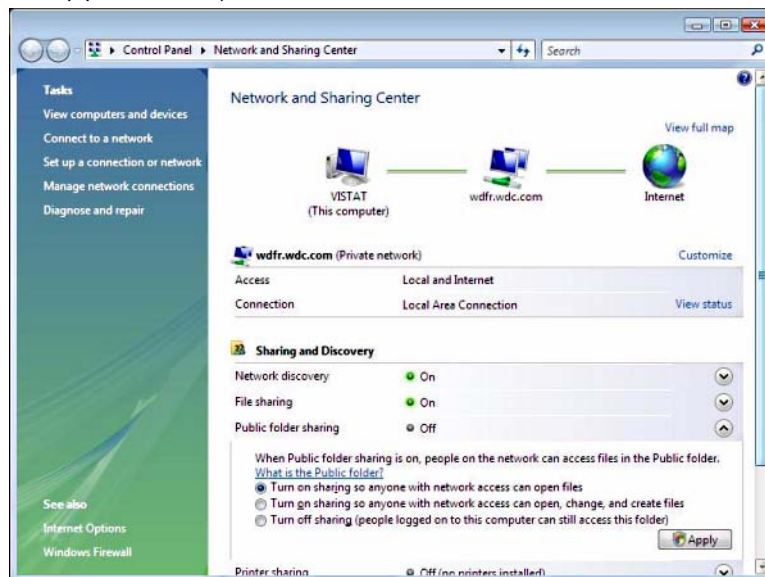 Control Panel
Network and Sharing Center
Search
Tasks
View computers and devices
Connect to a network
Set up a connection or network
Manage network connections
Diagnose and repair
See also
Internet Options
Windows Firewall
Network and Sharing Center
View full map
VISTAT
(This computer)
wdfr.wdc.com
Internet
wdfr.wdc.com (Private network)
Customize
Access Local and Internet
Connection Local Area Connection View status
Sharing and Discovery
Network discovery On
File sharing On
Public folder sharing Off
When Public folder sharing is on, people on the network can access files in the Public folder.
What is the Public folder?
Turn on sharing so anyone with network access can open files
Turn on sharing so anyone with network access can open, change, and create files
Turn off sharing (people logged on to this computer can still access this folder)
Apply
Printer sharing Off (no printers installed)